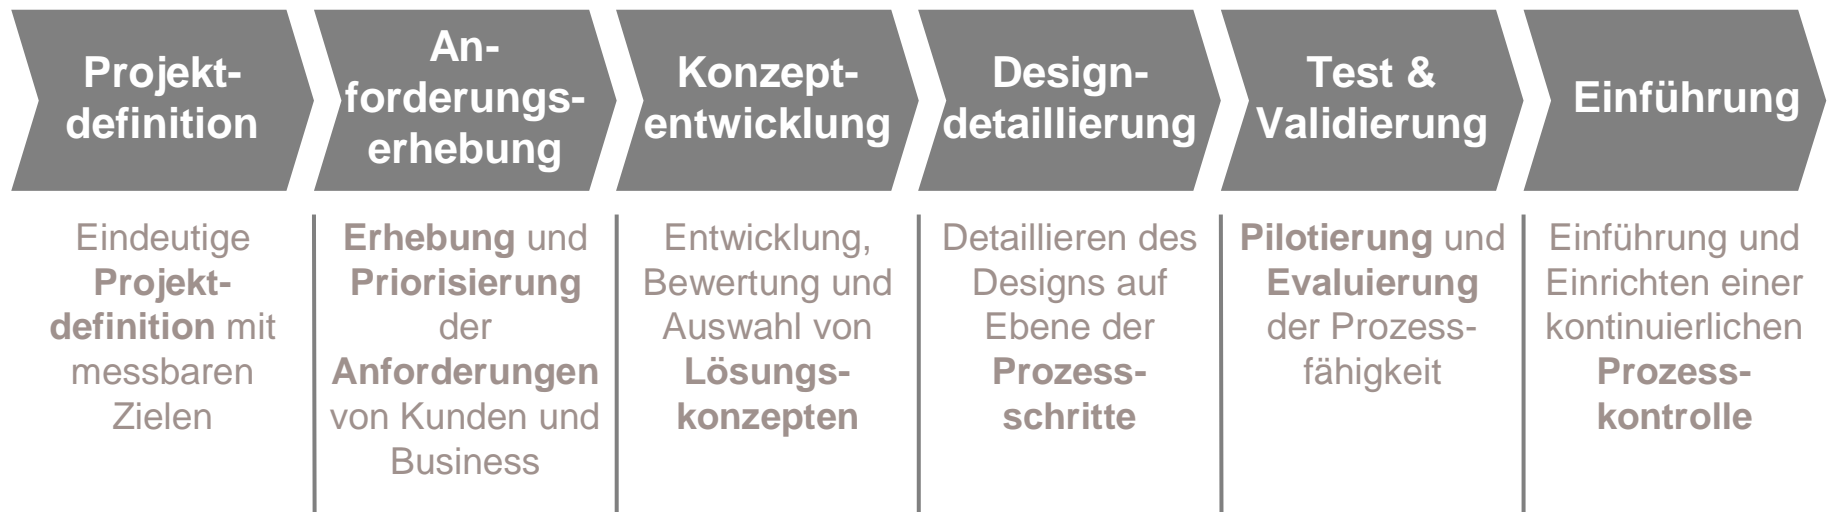 Projekt-
definition
An-
forderungs-
erhebung
Konzept-
entwicklung
Design-
detaillierung
Test &
Validierung
Einführung
Eindeutige
Projekt-
definition mit
messbaren
Zielen
Erhebung und
Priorisierung
der
Anforderungen
von Kunden und
Business
Entwicklung,
Bewertung und
Auswahl von
Lösungs-
konzepten
Detaillieren des
Designs auf
Ebene der
Prozess-
schritte
Pilotierung und
Evaluierung
der Prozess-
fähigkeit
Einführung und
Einrichten einer
kontinuierlichen
Prozess-
kontrolle